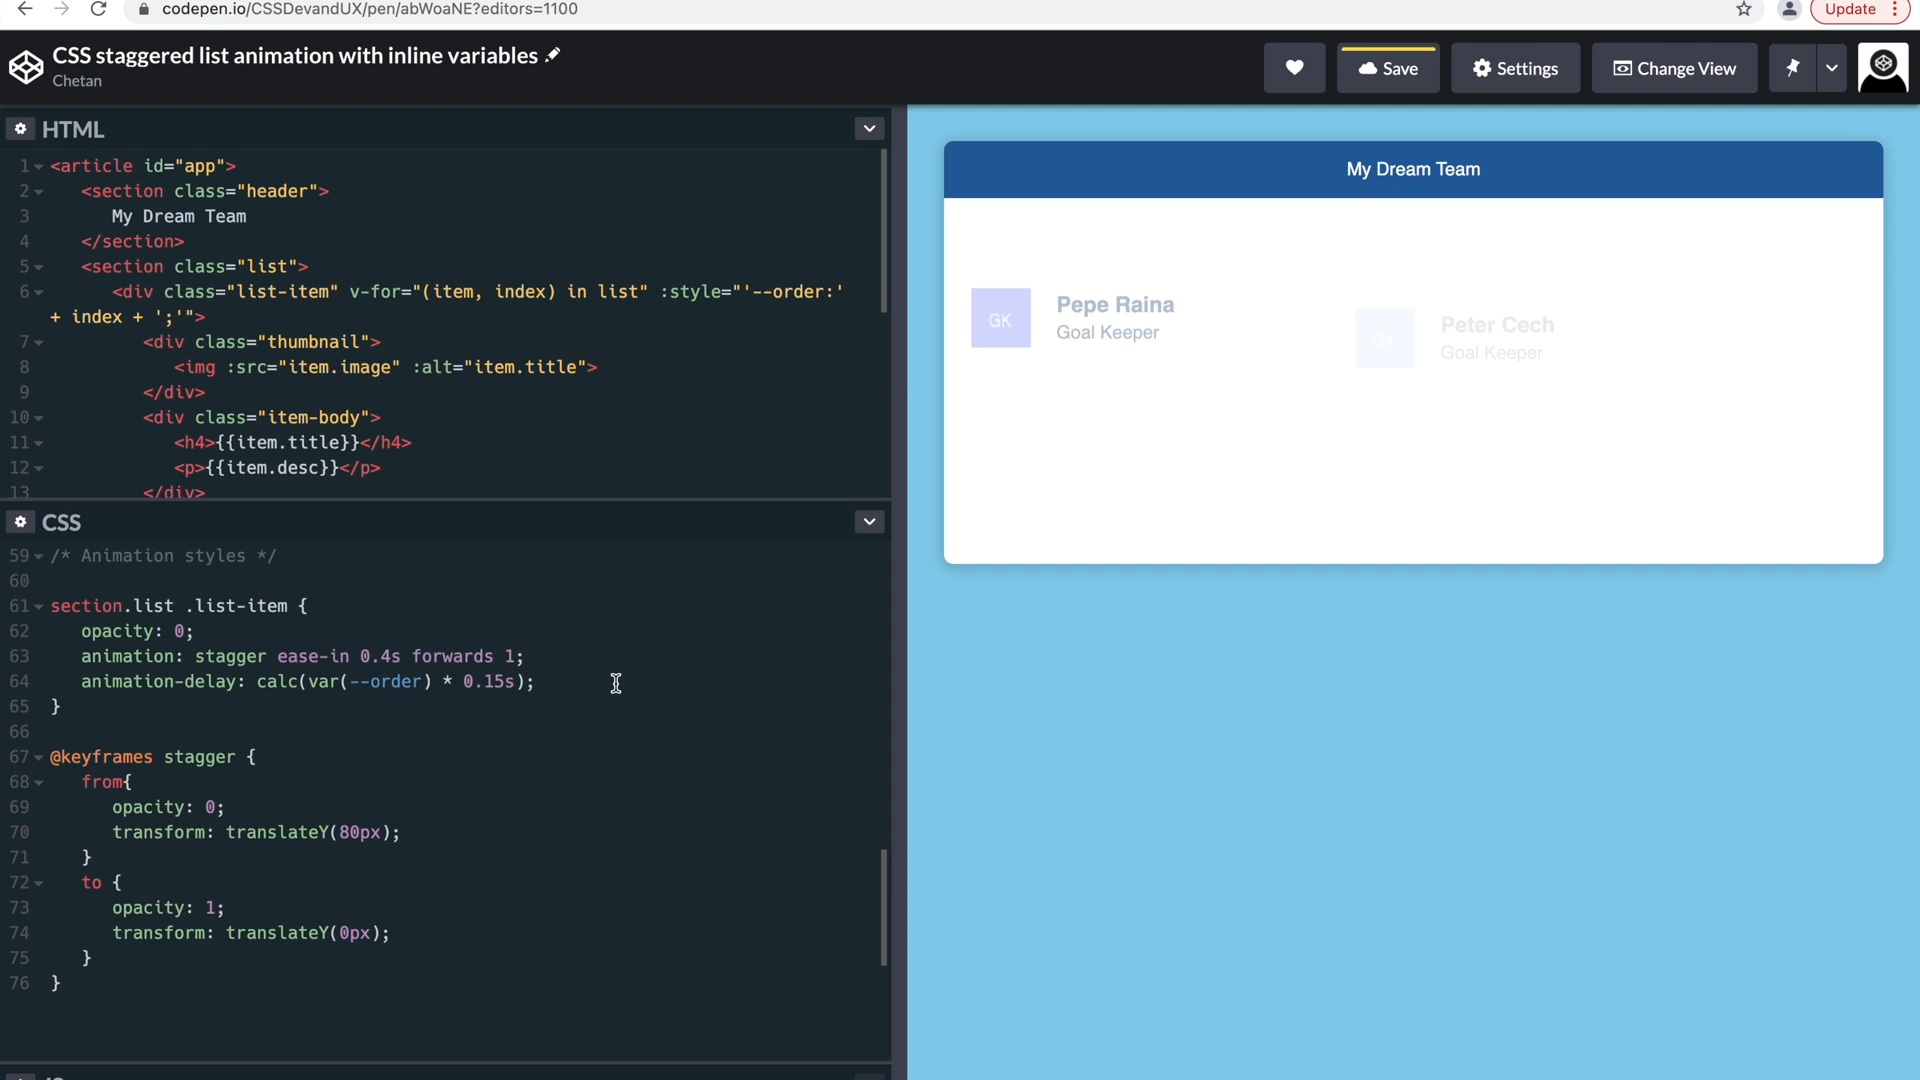 codepen.io/CSSDevandUX/pen/abWoaNE?editors=1100
Update
CSS staggered list animation with inline variables
Chetan
Save
Settings
Change View
HTML
1 <article id="app">
2 <section class="header">
3 My Dream Team
4 </section>
5 <section class="list">
6 <div class="list-item" v-for="(item, index) in list" :style="'--order:'
+ index + ';'">
7 <div class="thumbnail">
8 <img :src="item.image" :alt="item.title">
9 </div>
10 <div class="item-body">
11 <h4>{{item.title}}</h4>
12 <p>{{item.desc}}</p>
13 </div>
CSS
59 /* Animation styles */
60
61 section.list .list-item {
62 opacity: 0;
63 animation: stagger ease-in 0.4s forwards 1;
64 animation-delay: calc(var(--order) * 0.15s);
65 }
66
67 @keyframes stagger {
68 from{
69 opacity: 0;
70 transform: translateY(80px);
71 }
72 to {
73 opacity: 1;
74 transform: translateY(0px);
75 }
76 }
My Dream Team
GK
Pepe Raina
Goal Keeper
GK
Peter Cech
Goal Keeper